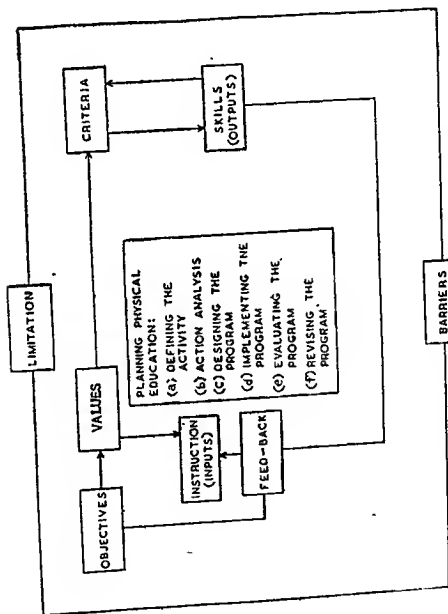 LIMITATION
OBJECTIVES
VALUES
CRITERIA
INSTRUCTION
(INPUTS)
PLANNING PHYSICAL
EDUCATION:
(a) DEFINING THE
ACTIVITY
(b) ACTION ANALYSIS
(c) DESIGNING THE
PROGRAM
(d) IMPLEMENTING THE
PROGRAM
(e) EVALUATING THE
PROGRAM
(f) REVISING THE
PROGRAM
SKILLS
(OUTPUTS)
FEED-BACK
BARRIERS